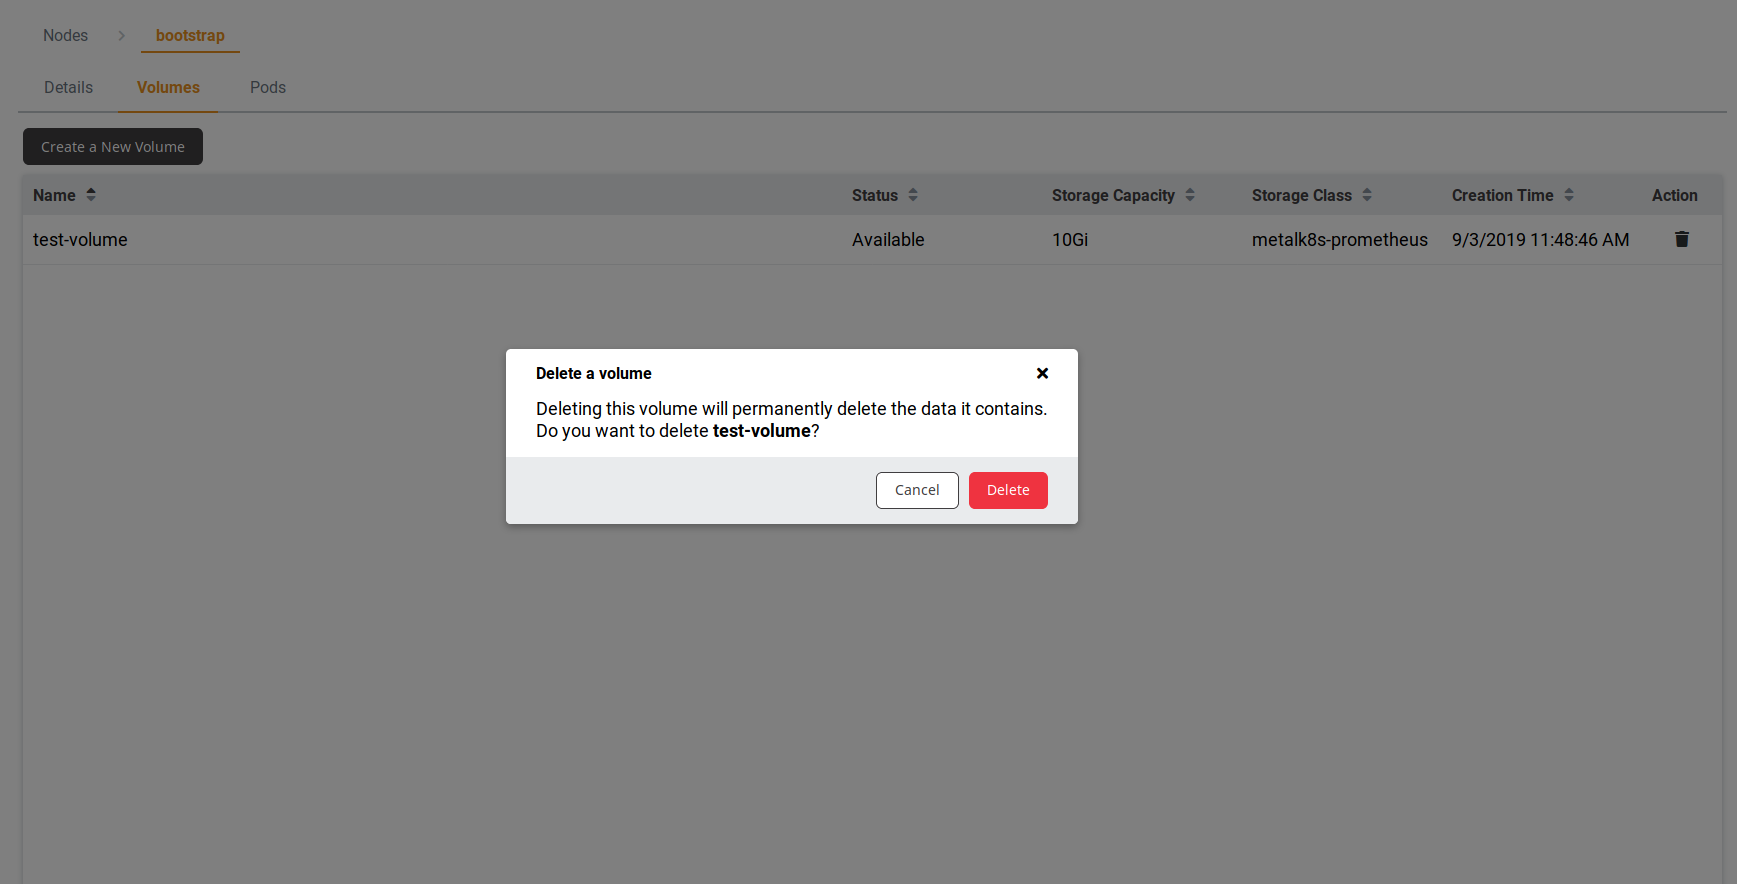 Nodes > bootstrap
Details Volumes Pods
Create a New Volume
Name Status Storage Capacity Storage Class Creation Time Action
test-volume Available 10Gi metalk8s-prometheus 9/3/2019 11:48:46 AM
Delete a volume
Deleting this volume will permanently delete the data it contains.
Do you want to delete test-volume?
Cancel Delete